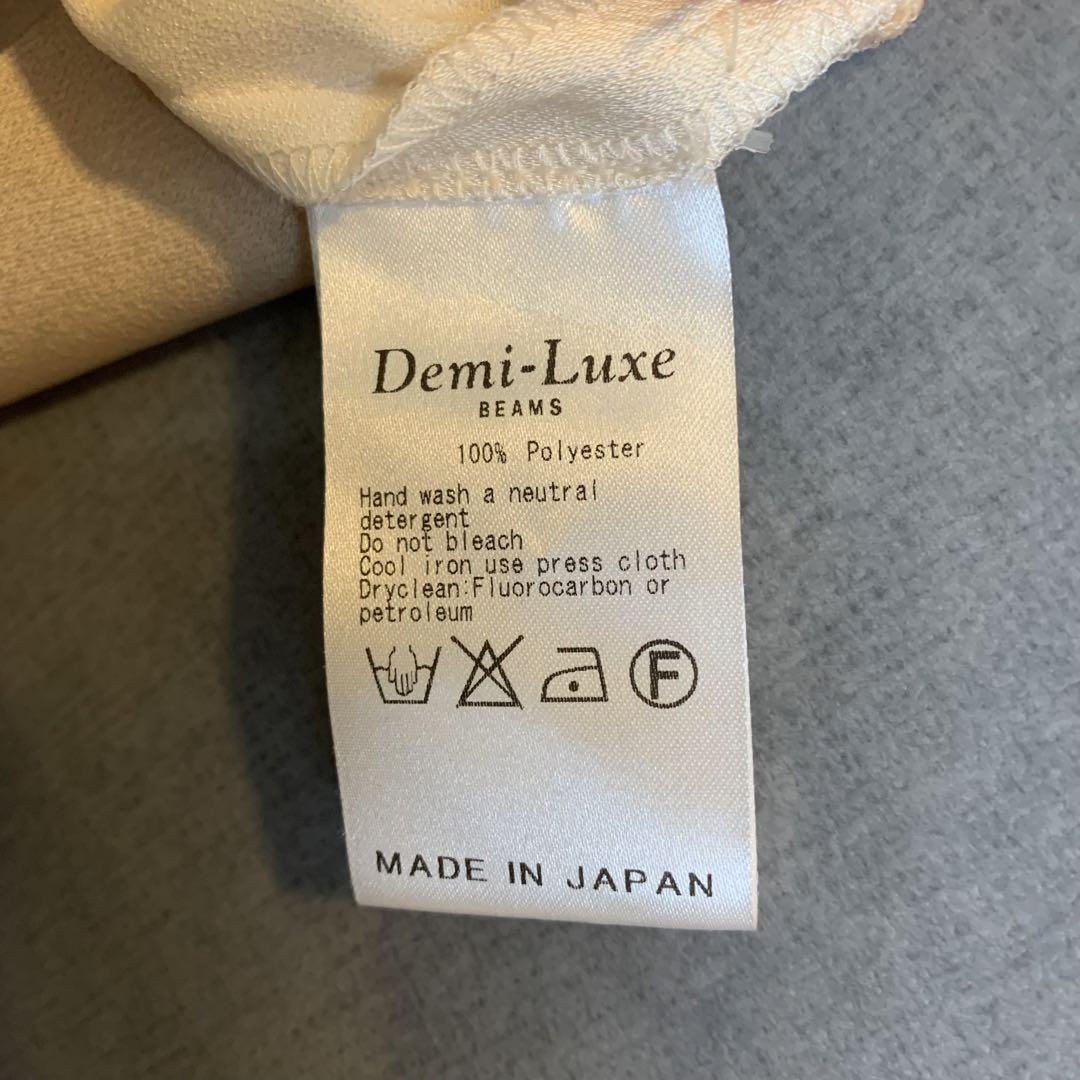 Demi-Luxe
BEAMS
100% Polyester
Hand wash a neutral
detergent
Do not bleach
Cool iron use press cloth
Dryclean:Fluorocarbon or
petroleum
F
MADE IN JAPAN